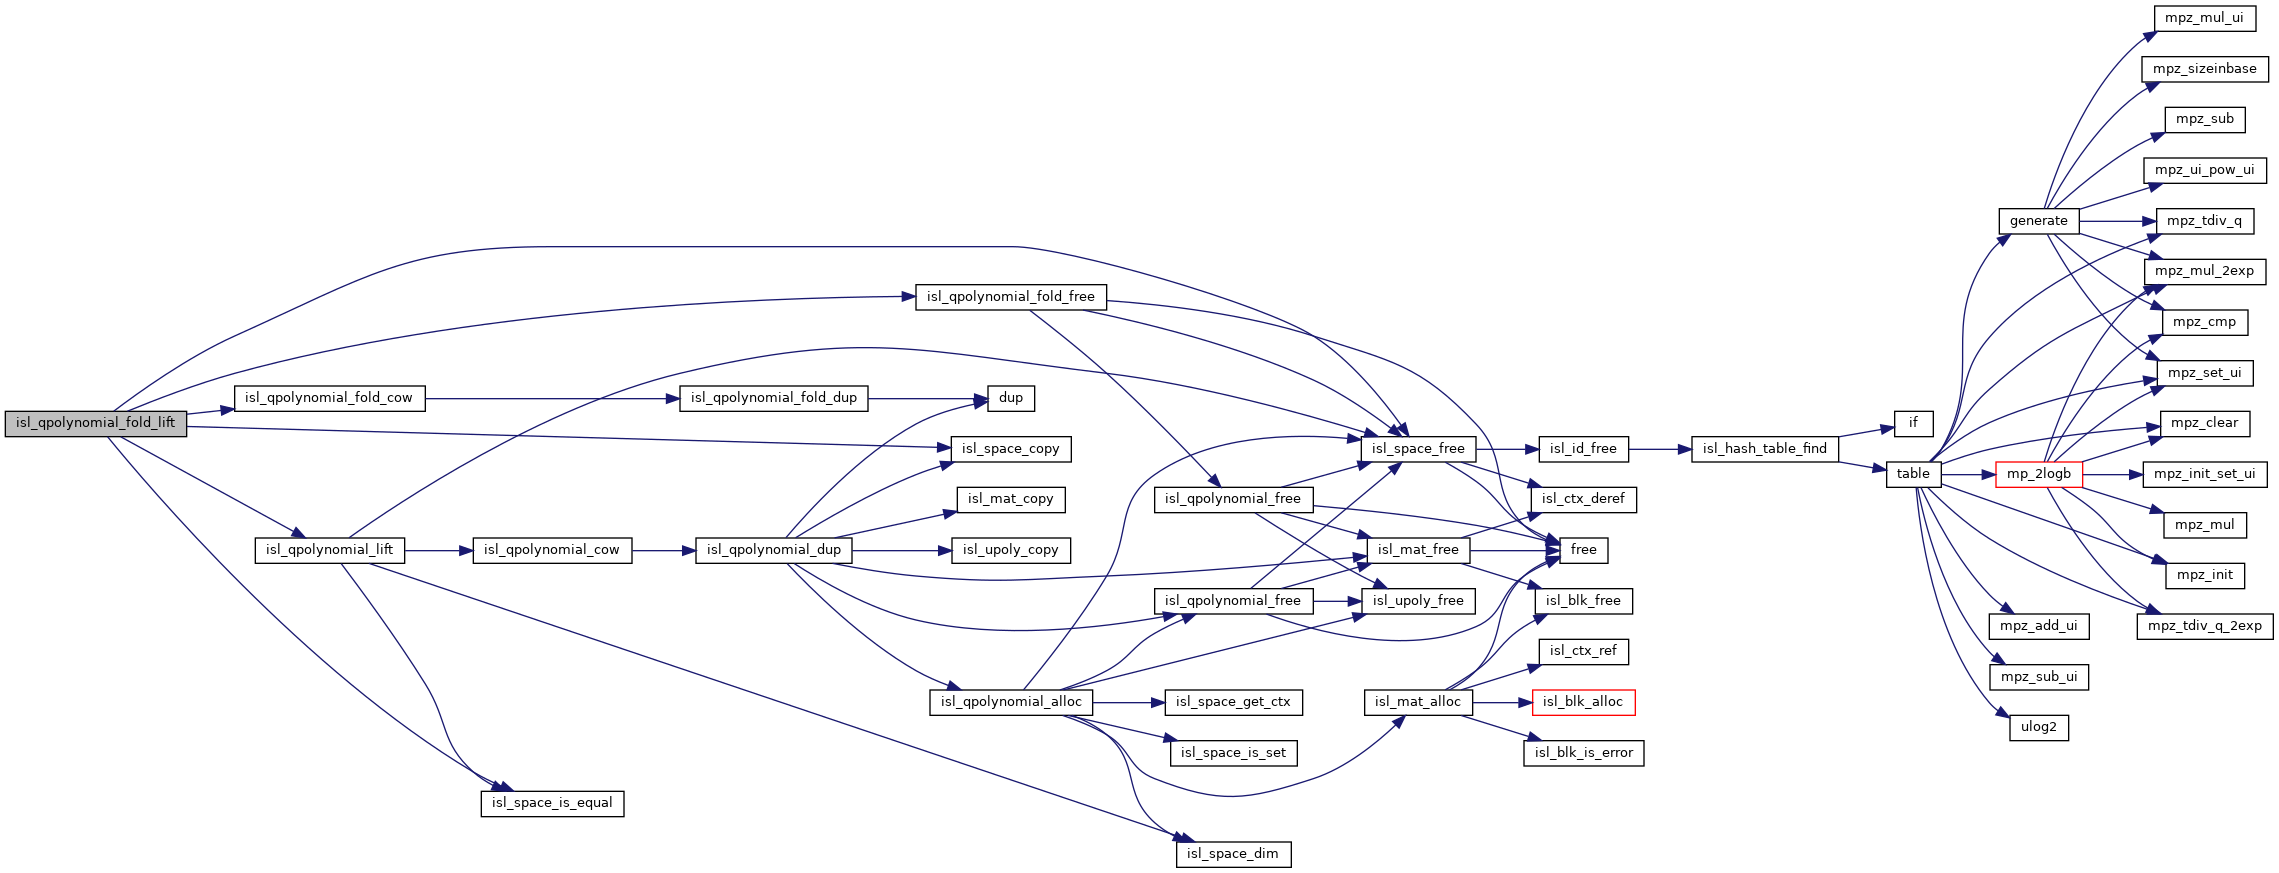 isl_qpolynomial_fold_lift
isl_qpolynomial_fold_cow
isl_qpolynomial_lift
isl_space_is_equal
isl_qpolynomial_cow
isl_qpolynomial_fold_dup
isl_qpolynomial_dup
isl_qpolynomial_fold_free
dup
isl_space_copy
isl_mat_copy
isl_upoly_copy
isl_qpolynomial_alloc
isl_qpolynomial_free
isl_qpolynomial_free
isl_space_get_ctx
isl_space_is_set
isl_space_dim
isl_space_free
isl_mat_free
isl_upoly_free
isl_mat_alloc
isl_id_free
isl_ctx_deref
free
isl_blk_free
isl_ctx_ref
isl_blk_alloc
isl_blk_is_error
isl_hash_table_find
if
table
generate
mp_2logb
mpz_add_ui
mpz_sub_ui
ulog2
mpz_mul_ui
mpz_sizeinbase
mpz_sub
mpz_ui_pow_ui
mpz_tdiv_q
mpz_mul_2exp
mpz_cmp
mpz_set_ui
mpz_clear
mpz_init_set_ui
mpz_mul
mpz_init
mpz_tdiv_q_2exp